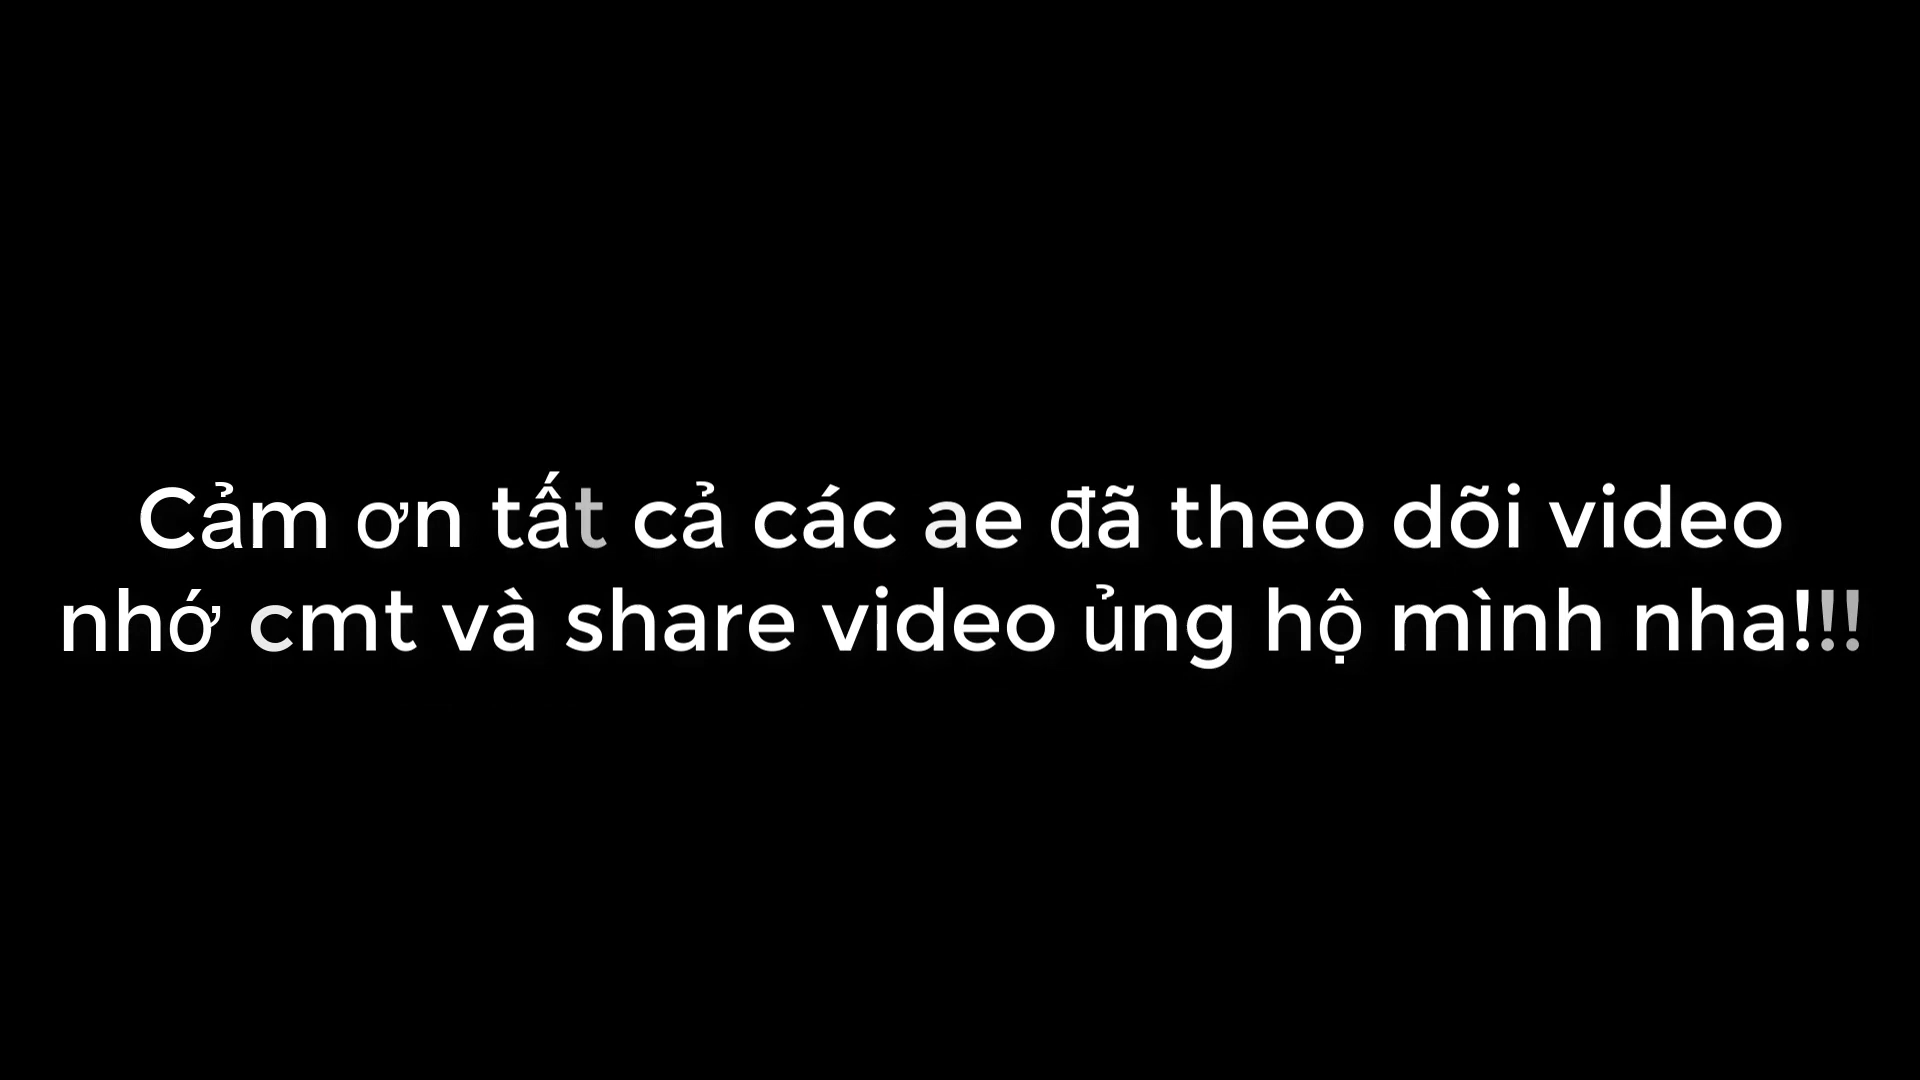 Cảm ơn tất cả các ae đã theo dõi video
nhớ cmt và share video ủng hộ mình nha!!!